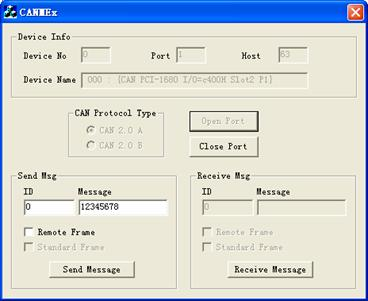 CANMEx
Device Info
Device No 0 Port 1 Host 63
Device Name 000 : {CAN PCI-1680 I/O=c400H Slot2 P1}
CAN Protocol Type
CAN 2.0 A
CAN 2.0 B
Open Port
Close Port
Send Msg
ID Message
0 12345678
Remote Frame
Standard Frame
Send Message
Receive Msg
ID Message
0
Remote Frame
Standard Frame
Receive Message